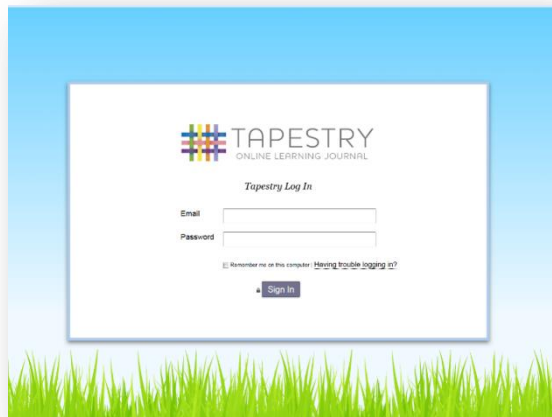 TAPESTRY
ONLINE LEARNING JOURNAL
Tapestry Log In
Email
Password
Remember me on this computer | Having trouble logging in?
Sign In